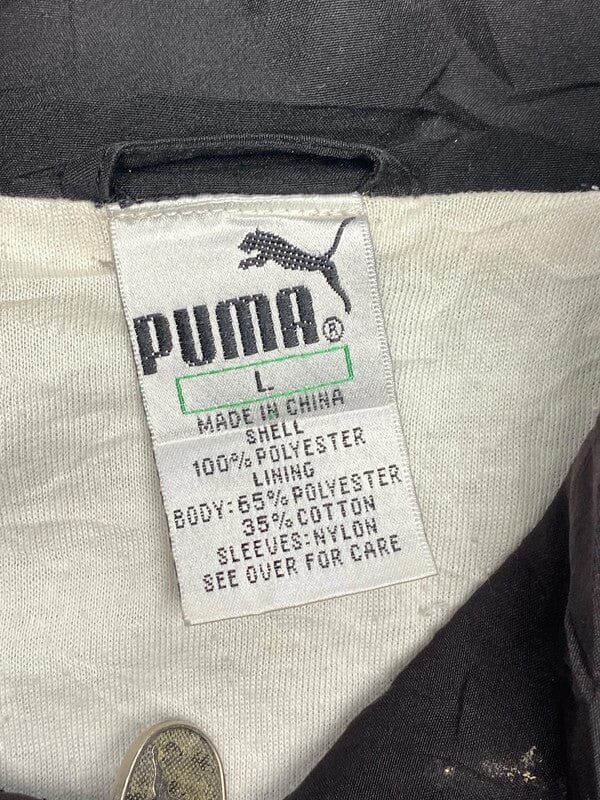 PUMA®
L
MADE IN CHINA
SHELL
100% POLYESTER
LINING
BODY: 65% POLYESTER
35% COTTON
SLEEVES: NYLON
SEE OVER FOR CARE